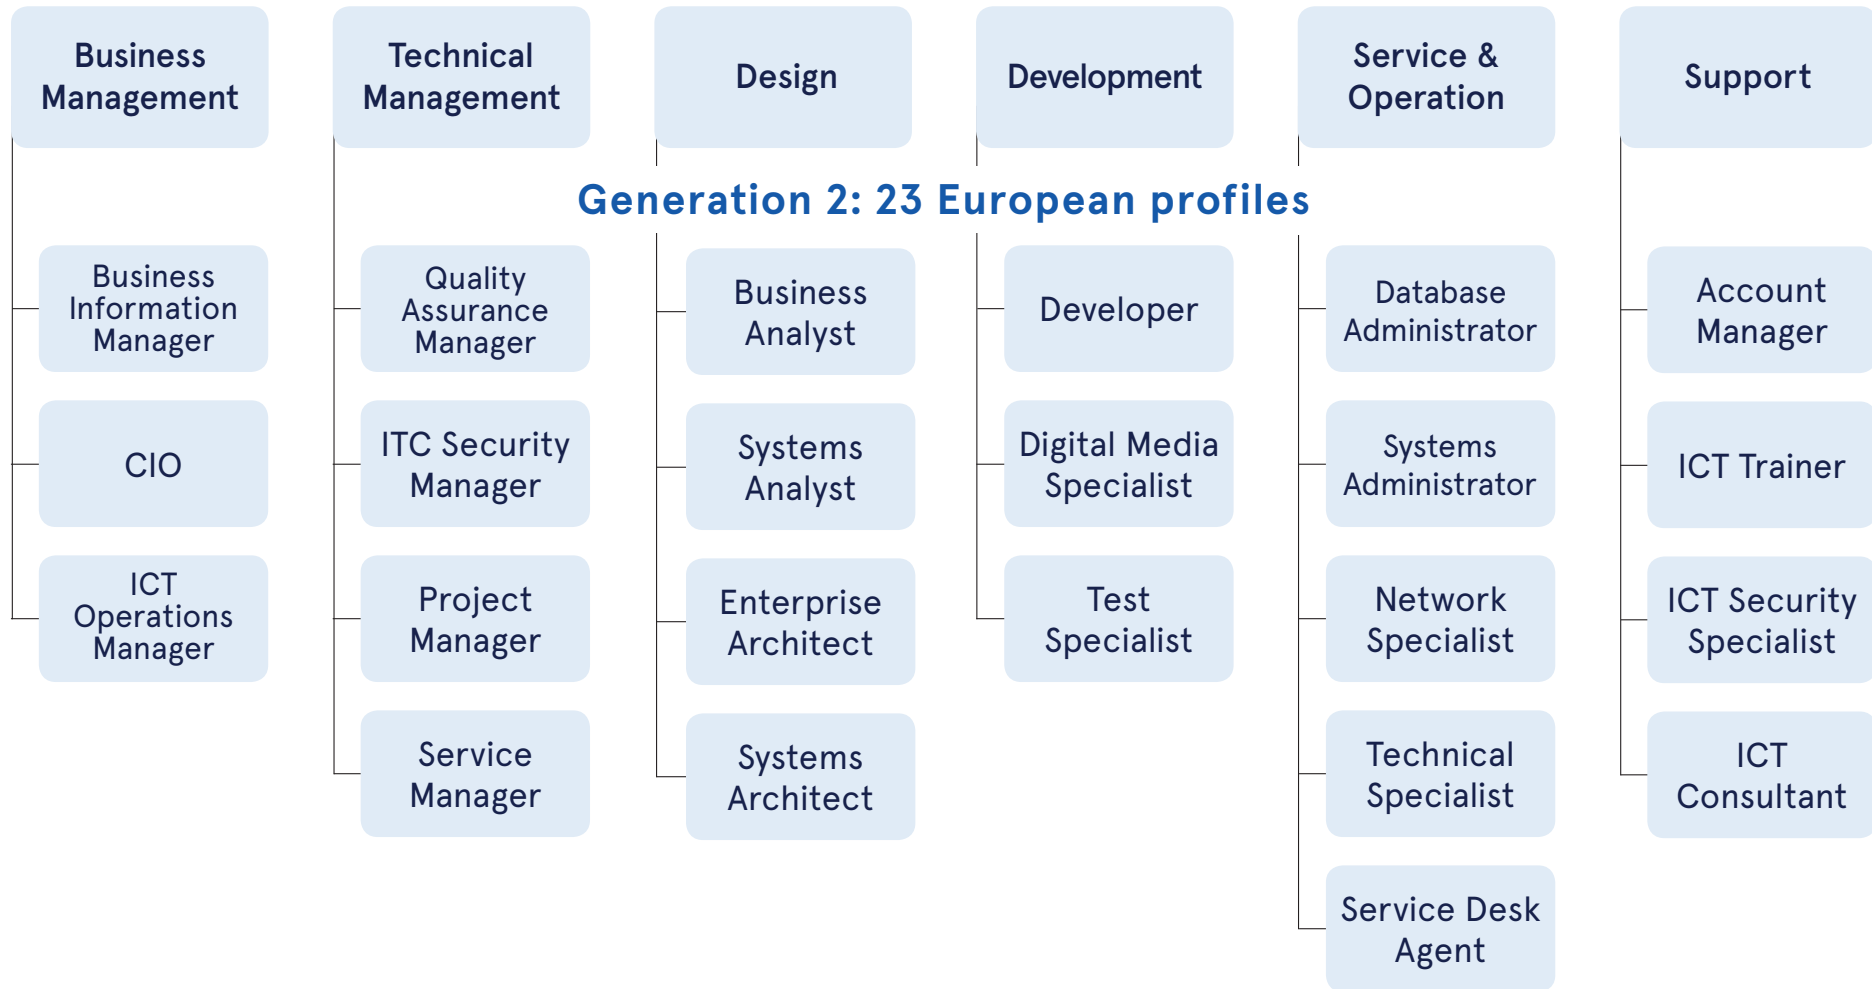 Business
Management
Technical
Management
Design
Development
Service &
Operation
Support
Generation 2: 23 European profiles
Business
Information
Manager
CIO
ICT
Operations
Manager
Quality
Assurance
Manager
ITC Security
Manager
Project
Manager
Service
Manager
Business
Analyst
Systems
Analyst
Enterprise
Architect
Systems
Architect
Developer
Digital Media
Specialist
Test
Specialist
Database
Administrator
Systems
Administrator
Network
Specialist
Technical
Specialist
Service Desk
Agent
Account
Manager
ICT Trainer
ICT Security
Specialist
ICT
Consultant